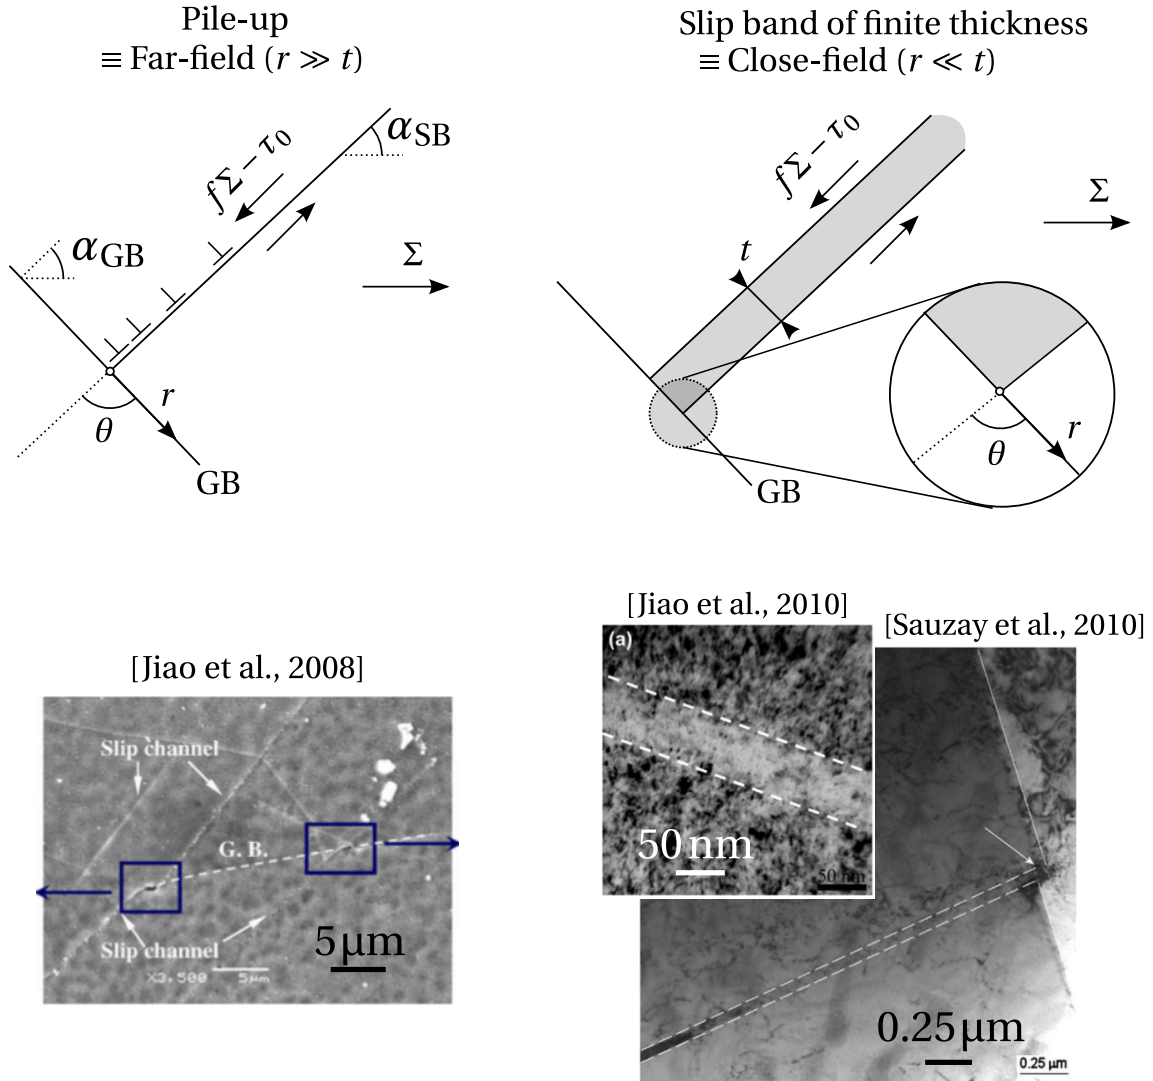 Pile-up
≡ Far-field (r ≫ t)
α_SB
fΣ − τ₀
α_GB
Σ
r
θ
GB
Slip band of finite thickness
≡ Close-field (r ≪ t)
fΣ − τ₀
Σ
t
r
θ
GB
[Jiao et al., 2008]
Slip channel
G. B.
Slip channel
5 µm
X3,500 5µm
[Jiao et al., 2010]
(a)
50 nm
50 nm
[Sauzay et al., 2010]
0.25 µm
0.25 µm